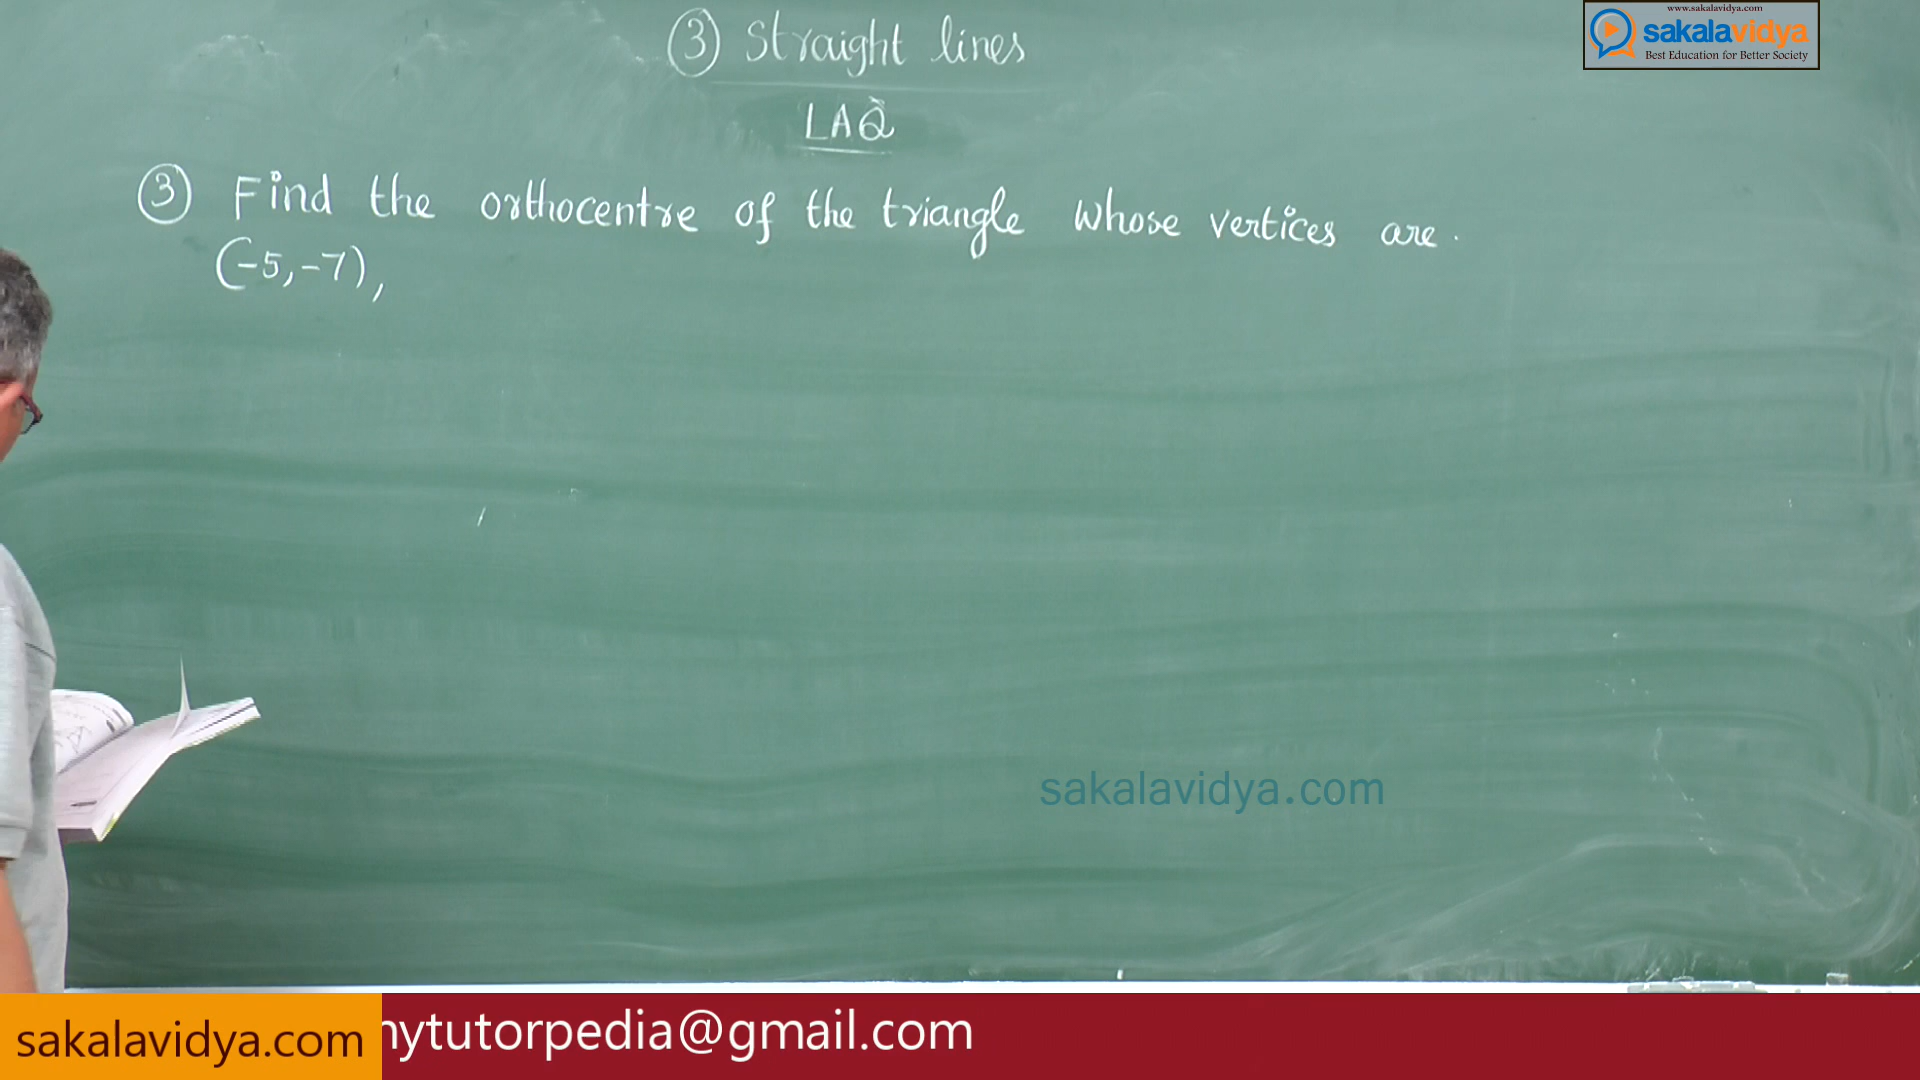 www.sakalavidya.com
sakalavidya
Best Education for Better Society
③ Straight lines
LAQ
③ Find the orthocentre of the triangle whose vertices are.
(-5,-7),
sakalavidya.com
sakalavidya.com
ytutorpedia@gmail.com